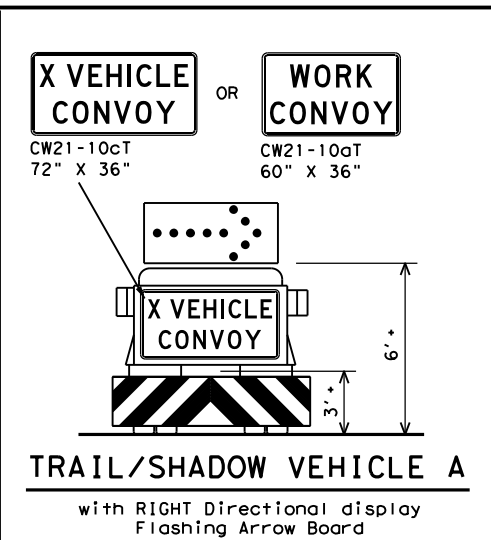 X VEHICLE
CONVOY
OR
WORK
CONVOY
CW21-10cT
72" X 36"
CW21-10aT
60" X 36"
X VEHICLE
CONVOY
6'+
3'+
TRAIL/SHADOW VEHICLE A
with RIGHT Directional display
Flashing Arrow Board